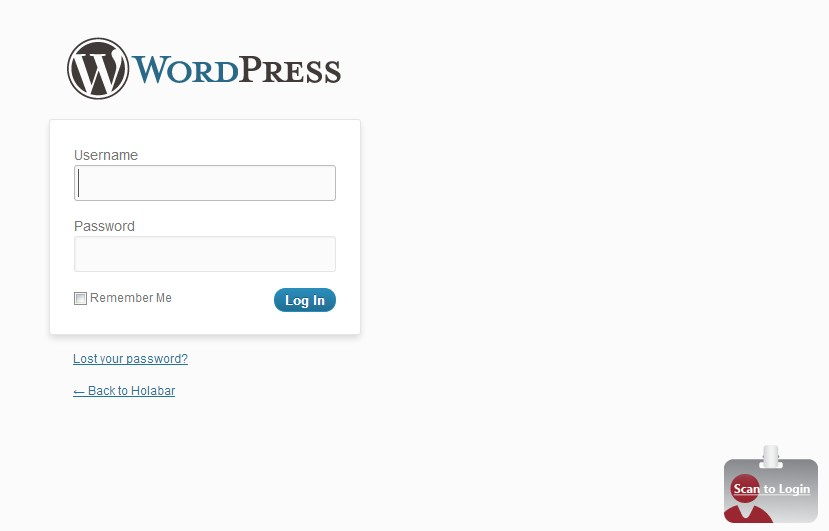 WORDPRESS
Username
Password
Remember Me
Log In
Lost your password?
← Back to Holabar
Scan to Login